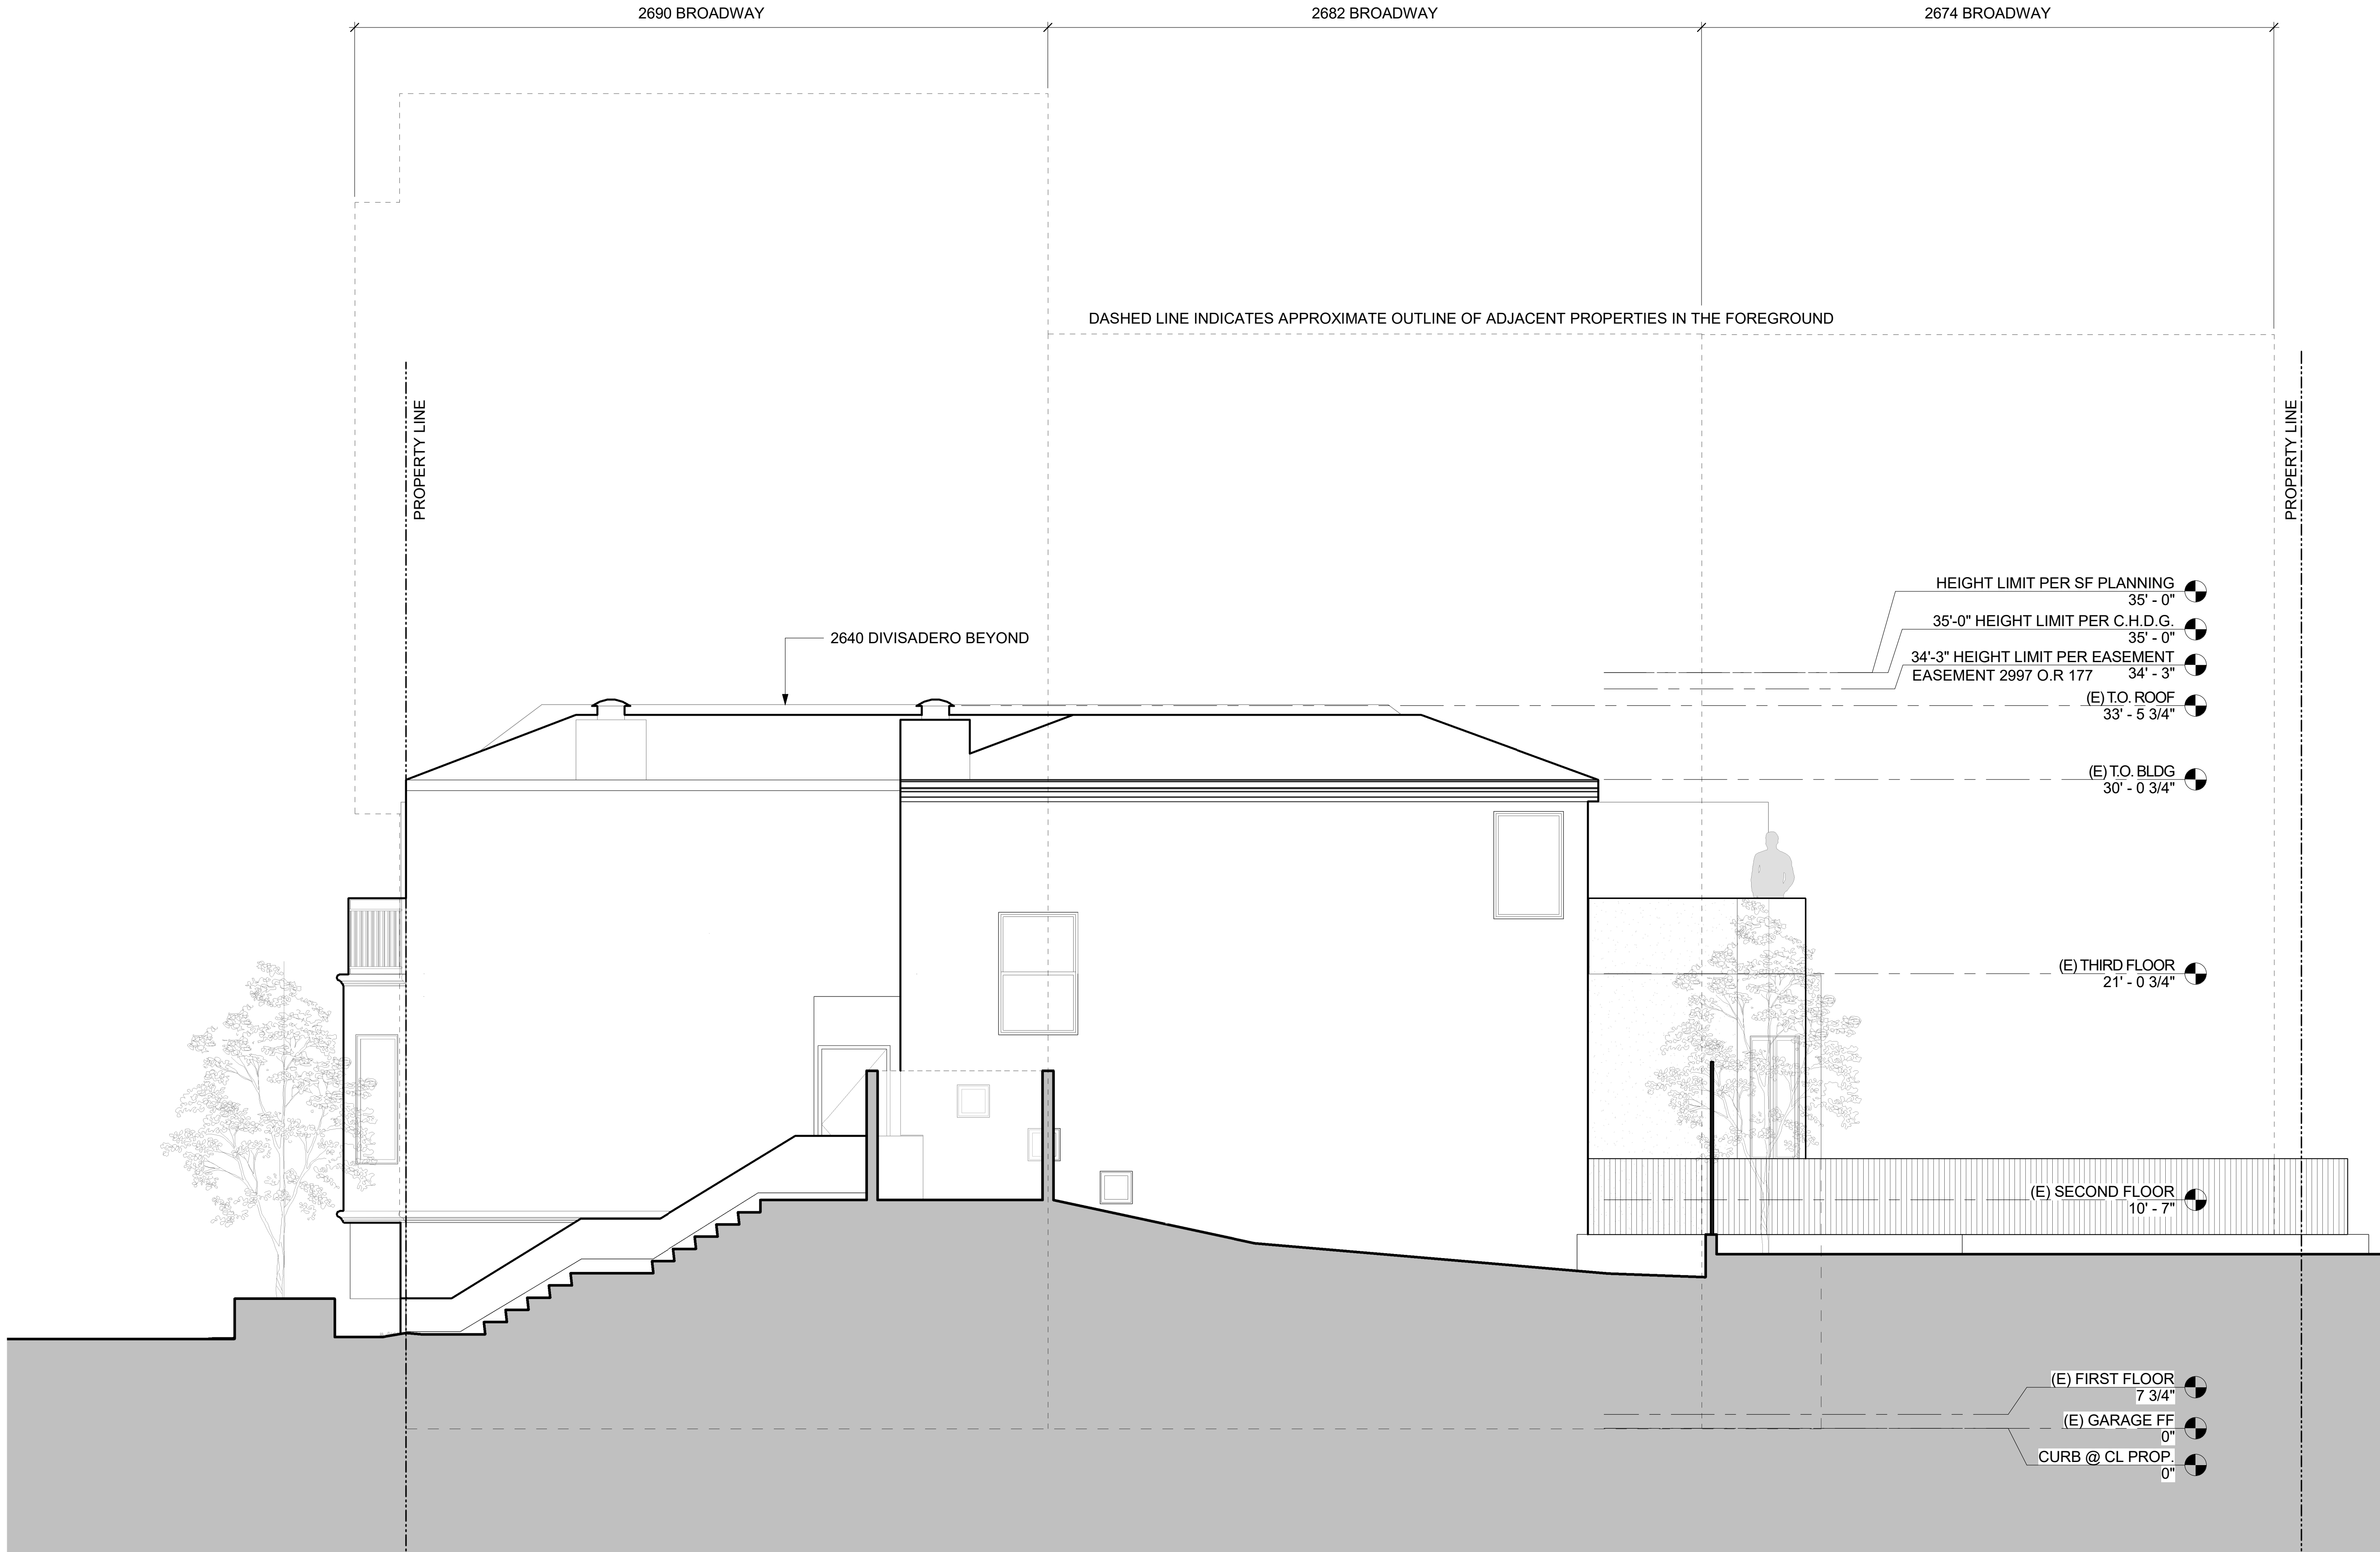 2690 BROADWAY
2682 BROADWAY
2674 BROADWAY
DASHED LINE INDICATES APPROXIMATE OUTLINE OF ADJACENT PROPERTIES IN THE FOREGROUND
PROPERTY LINE
PROPERTY LINE
HEIGHT LIMIT PER SF PLANNING
35' - 0"
35'-0" HEIGHT LIMIT PER C.H.D.G.
35' - 0"
2640 DIVISADERO BEYOND
34'-3" HEIGHT LIMIT PER EASEMENT
EASEMENT 2997 O.R 177
34' - 3"
(E) T.O. ROOF
33' - 5 3/4"
(E) T.O. BLDG
30' - 0 3/4"
(E) THIRD FLOOR
21' - 0 3/4"
(E) SECOND FLOOR
10' - 7"
(E) FIRST FLOOR
7 3/4"
(E) GARAGE FF
0"
CURB @ CL PROP.
0"